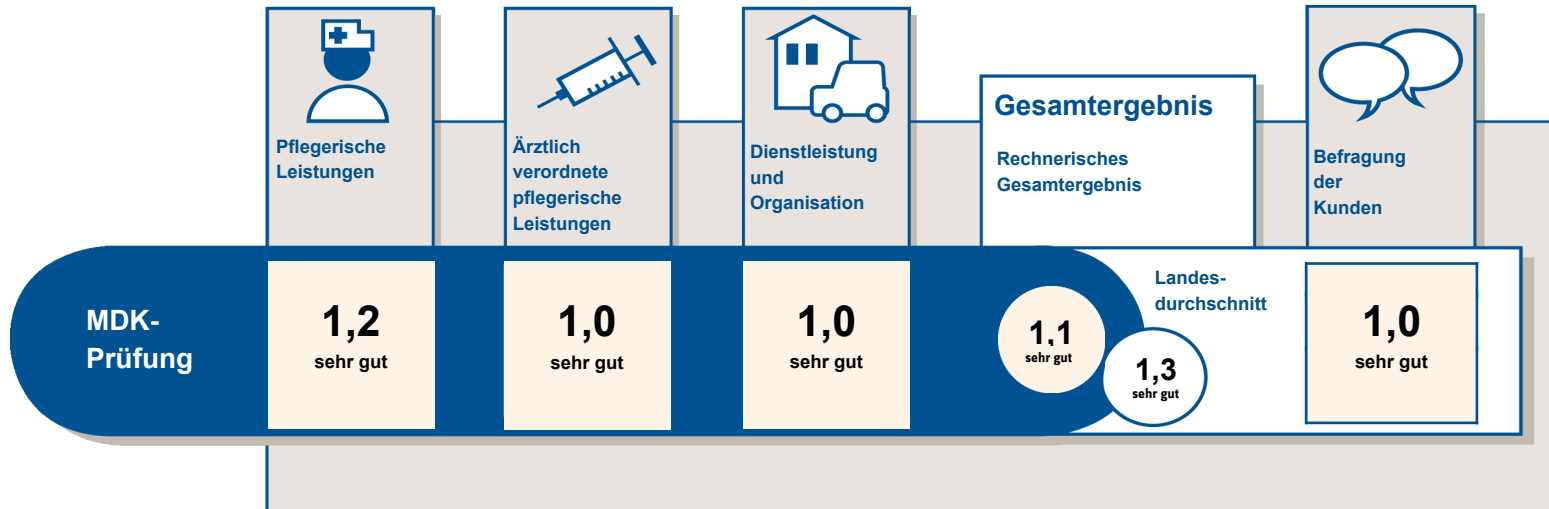 Pflegerische
Leistungen
Ärztlich
verordnete
pflegerische
Leistungen
Dienstleistung
und
Organisation
Gesamtergebnis
Rechnerisches
Gesamtergebnis
Befragung
der
Kunden
MDK-
Prüfung
1,2
sehr gut
1,0
sehr gut
1,0
sehr gut
1,1
sehr gut
Landes-
durchschnitt
1,3
sehr gut
1,0
sehr gut